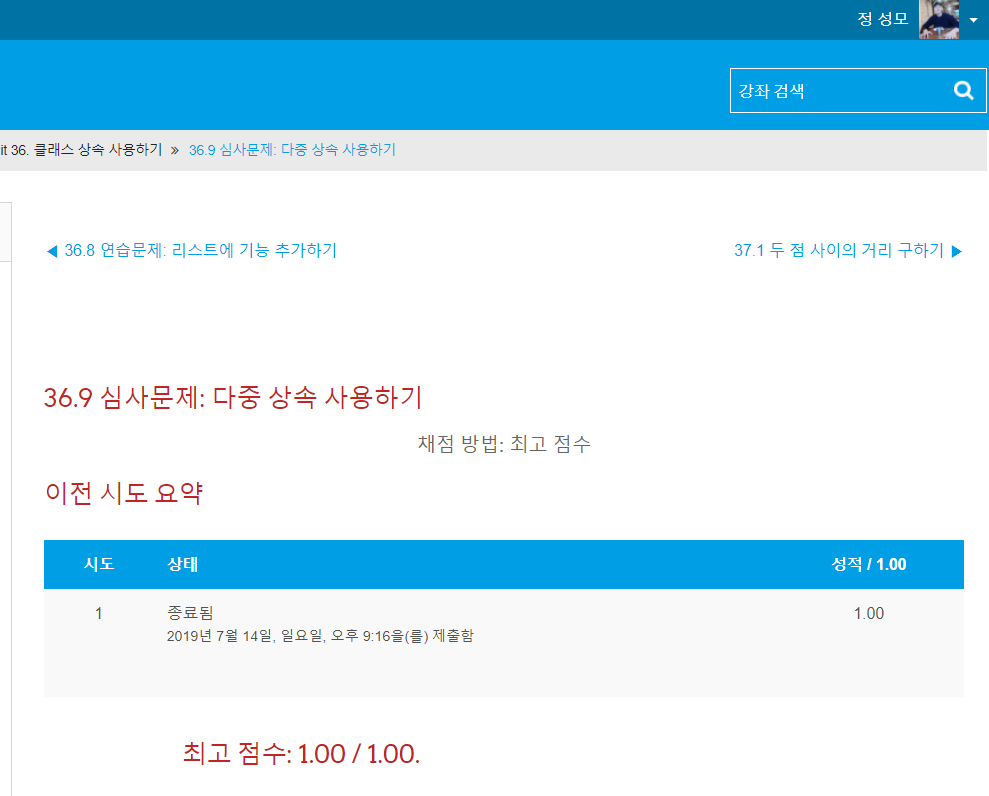 정 성모
강좌 검색
it 36. 클래스 상속 사용하기 » 36.9 심사문제: 다중 상속 사용하기
◀ 36.8 연습문제: 리스트에 기능 추가하기
37.1 두 점 사이의 거리 구하기 ▶
36.9 심사문제: 다중 상속 사용하기
채점 방법: 최고 점수
이전 시도 요약
시도 상태 성적 / 1.00
1 종료됨 1.00
2019년 7월 14일, 일요일, 오후 9:16을(를) 제출함
최고 점수: 1.00 / 1.00.